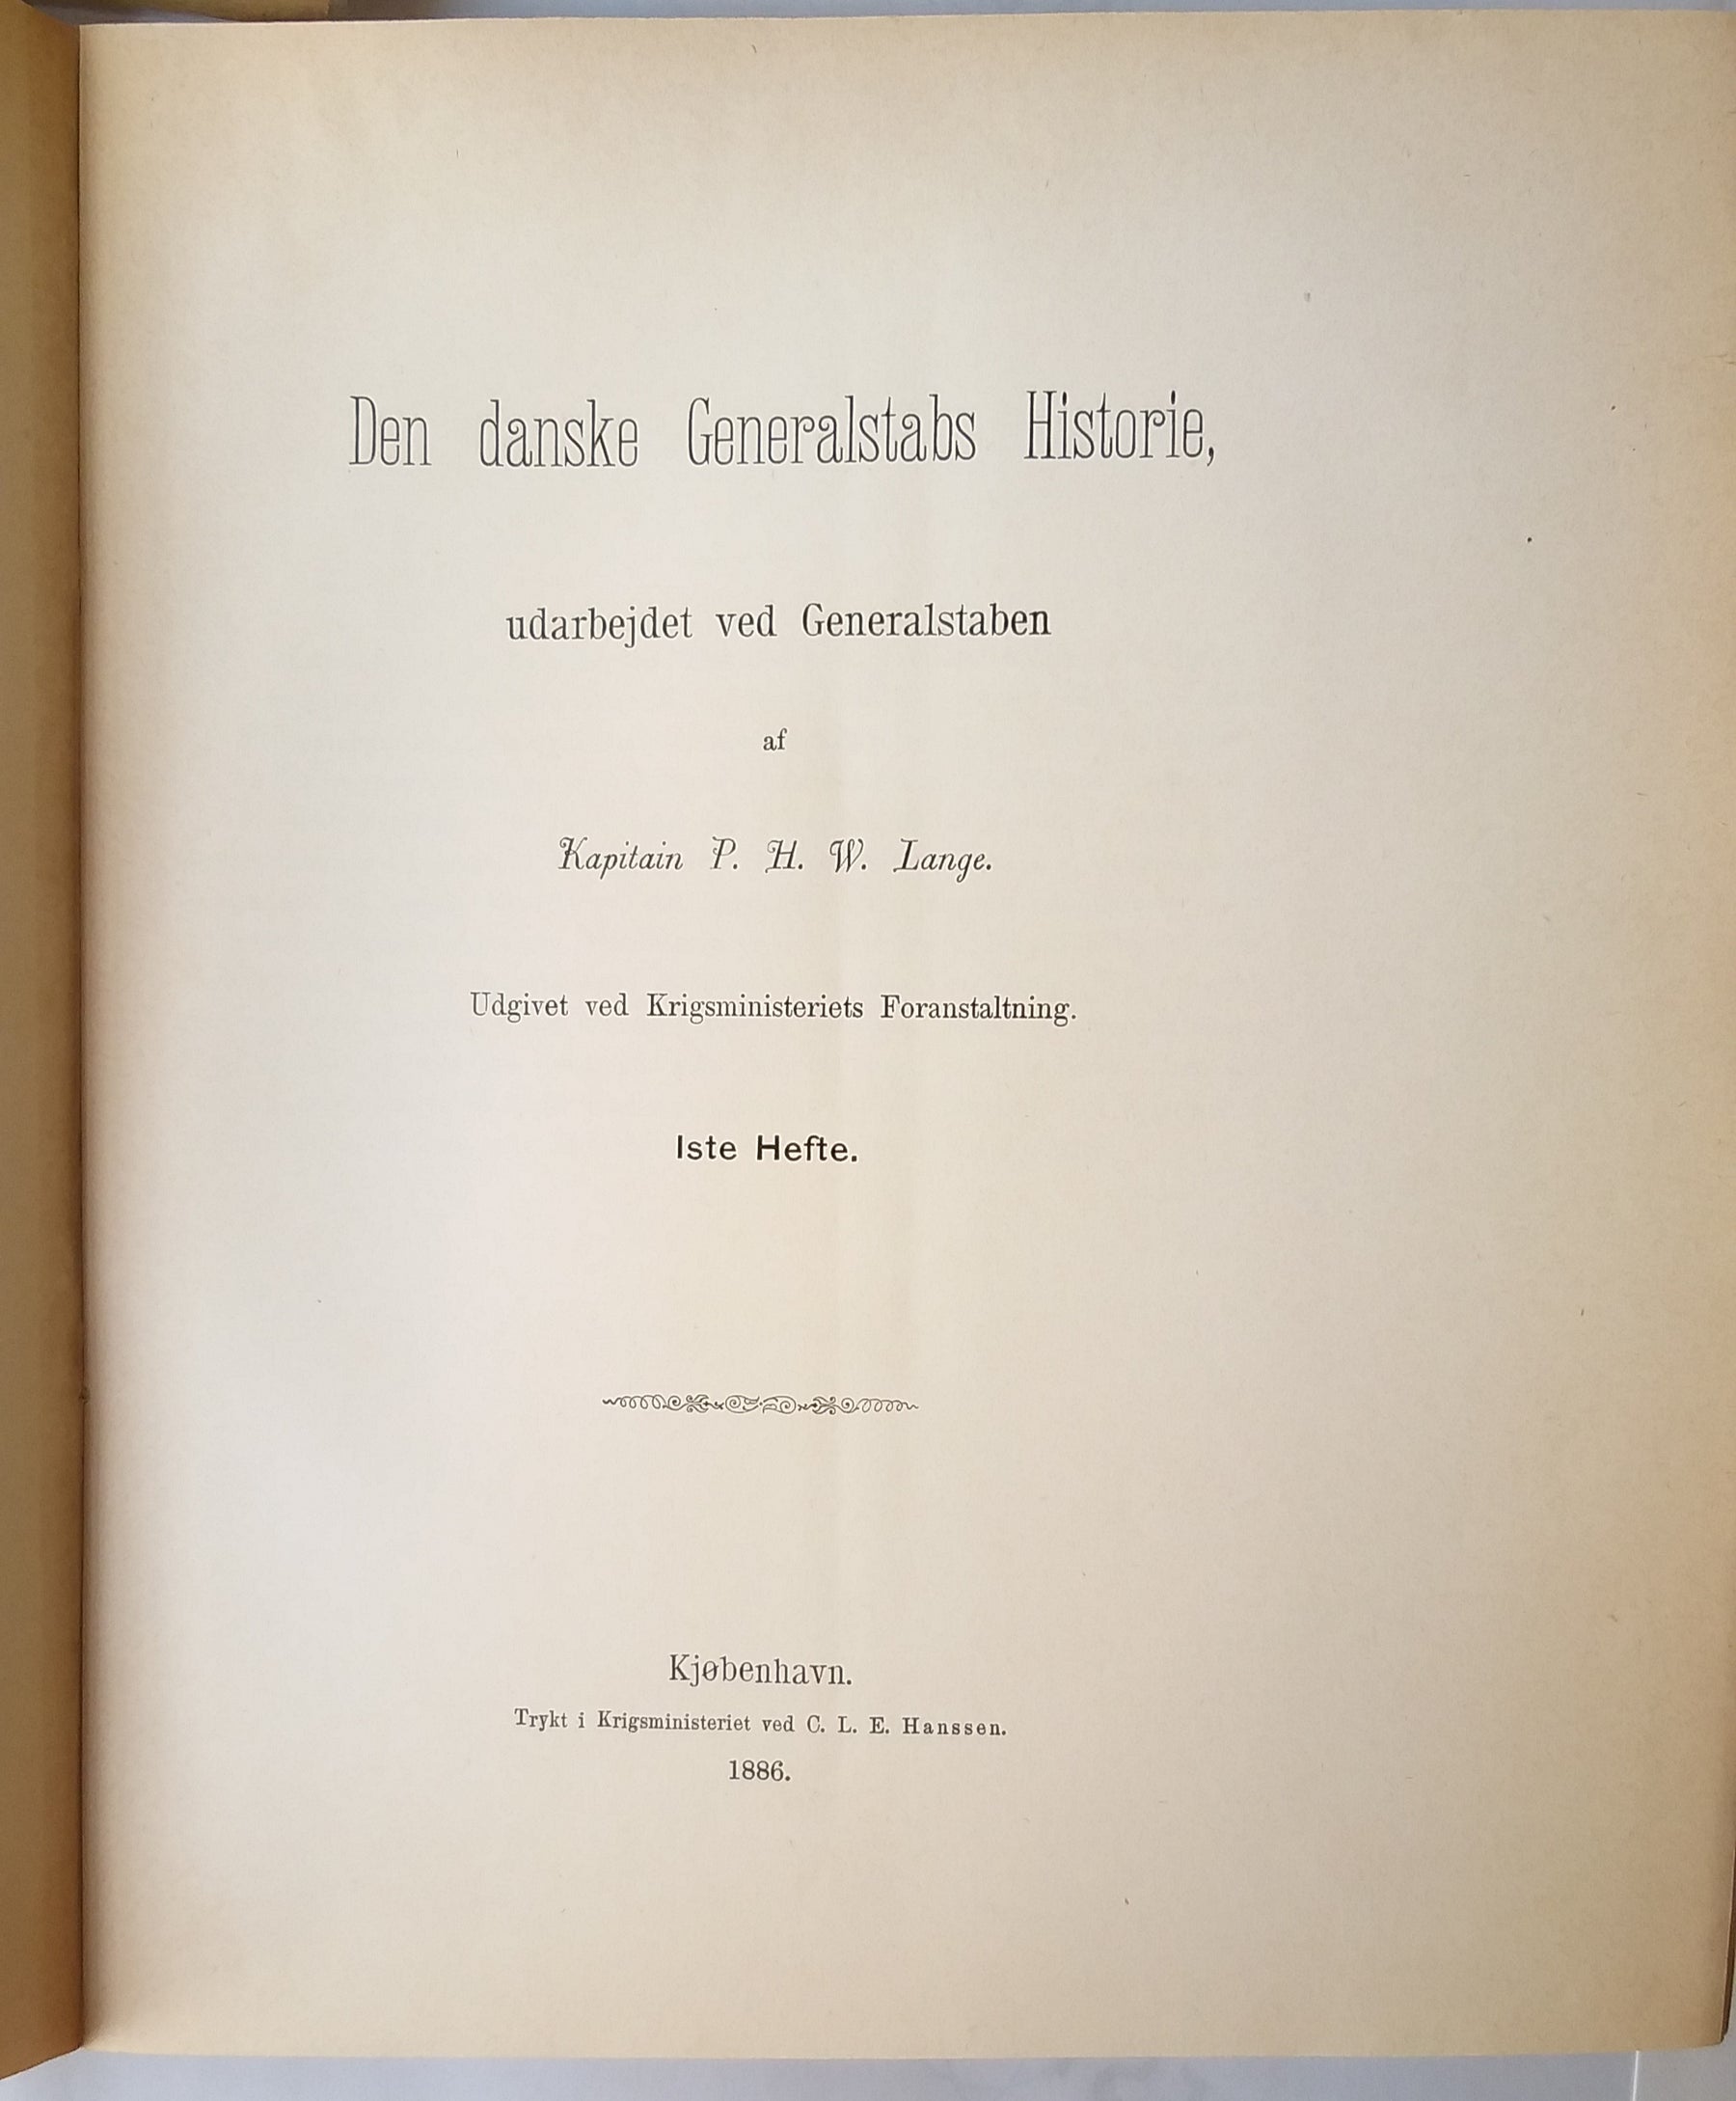 Den danske Generalstabs Historie,
udarbejdet ved Generalstaben
af
Kapitain P. H. W. Lange.
Udgivet ved Krigsministeriets Foranstaltning.
Iste Hefte.
Kjøbenhavn.
Trykt i Krigsministeriet ved C. L. E. Hanssen.
1886.